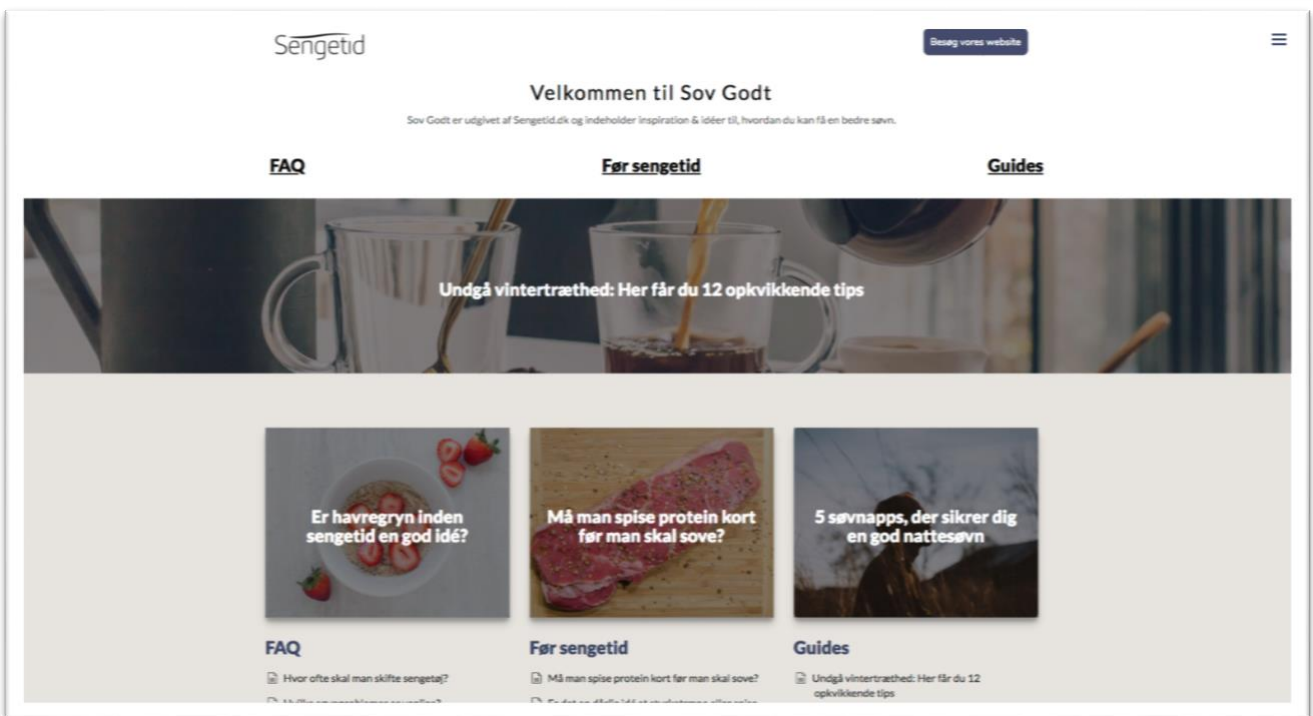 Sengetid
Besøg vores website
Velkommen til Sov Godt
Sov Godt er udgivet af Sengetid.dk og indeholder inspiration & idéer til, hvordan du kan få en bedre søvn.
FAQ
Før sengetid
Guides
Undgå vintertræthed: Her får du 12 opkvikkende tips
Er havregryn inden
sengetid en god idé?
Må man spise protein kort
før man skal sove?
5 søvnapps, der sikrer dig
en god nattesøvn
FAQ
Hvor ofte skal man skifte sengetøj?
Før sengetid
Må man spise protein kort før man skal sove?
Guides
Undgå vintertræthed: Her får du 12
opkvikkende tips